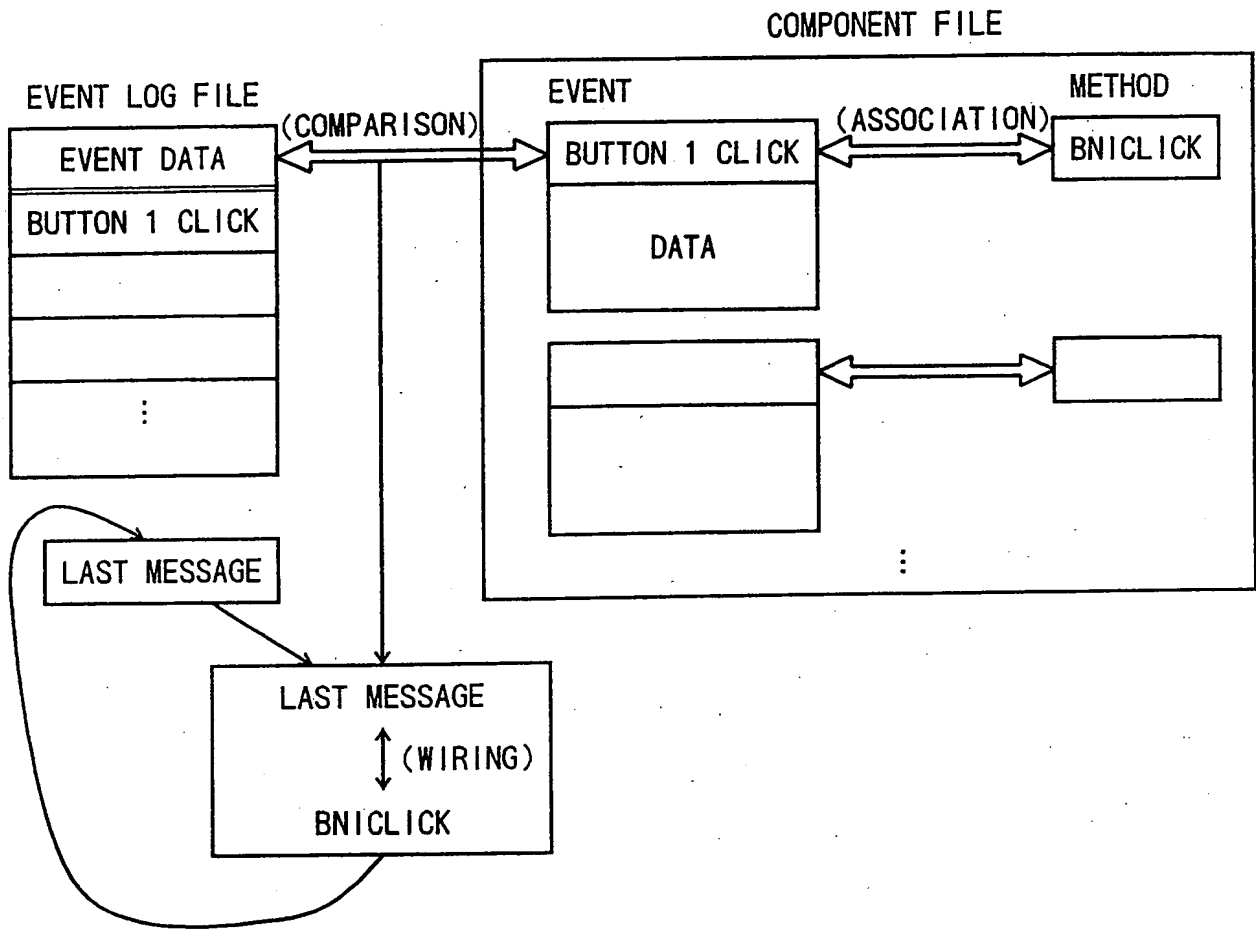 COMPONENT FILE
EVENT LOG FILE
EVENT
METHOD
(COMPARISON)
(ASSOCIATION)
EVENT DATA
BUTTON 1 CLICK
BNICLICK
BUTTON 1 CLICK
DATA
⋮
⋮
LAST MESSAGE
LAST MESSAGE
(WIRING)
BNICLICK